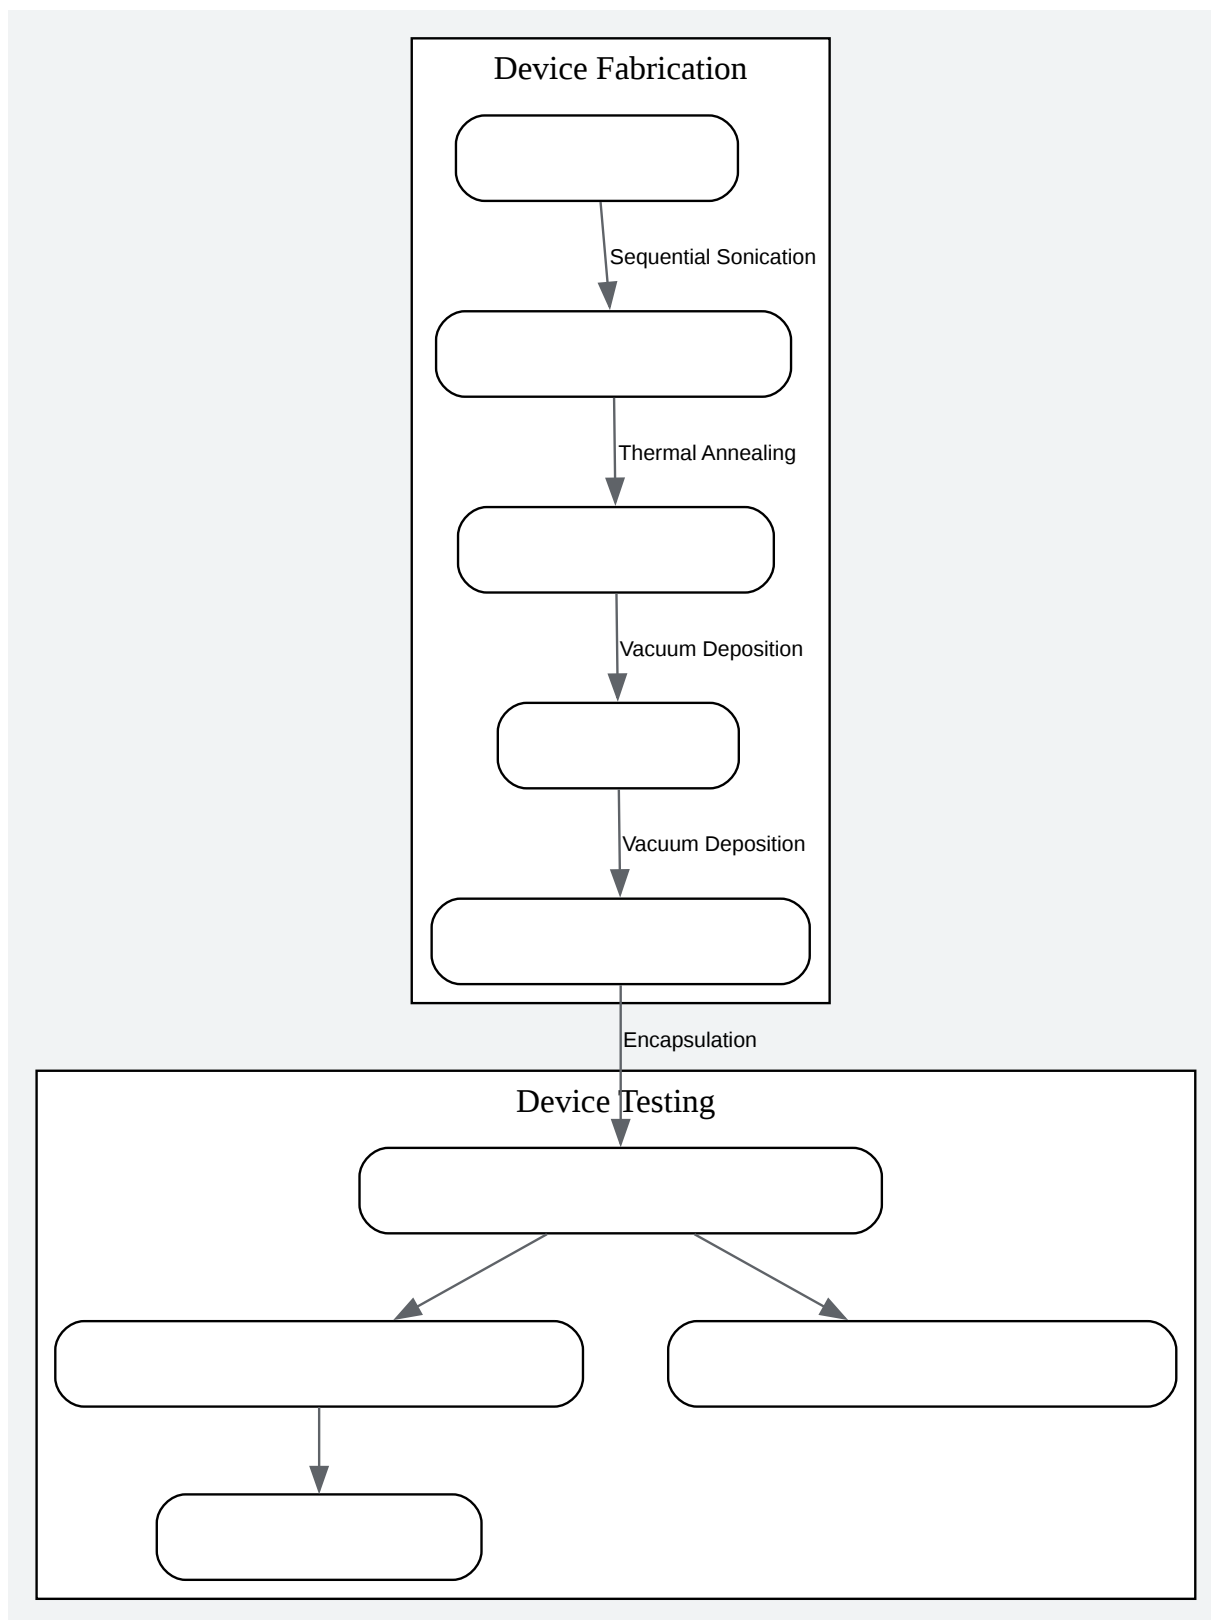 Device Fabrication
Sequential Sonication
Thermal Annealing
Vacuum Deposition
Vacuum Deposition
Encapsulation
Device Testing